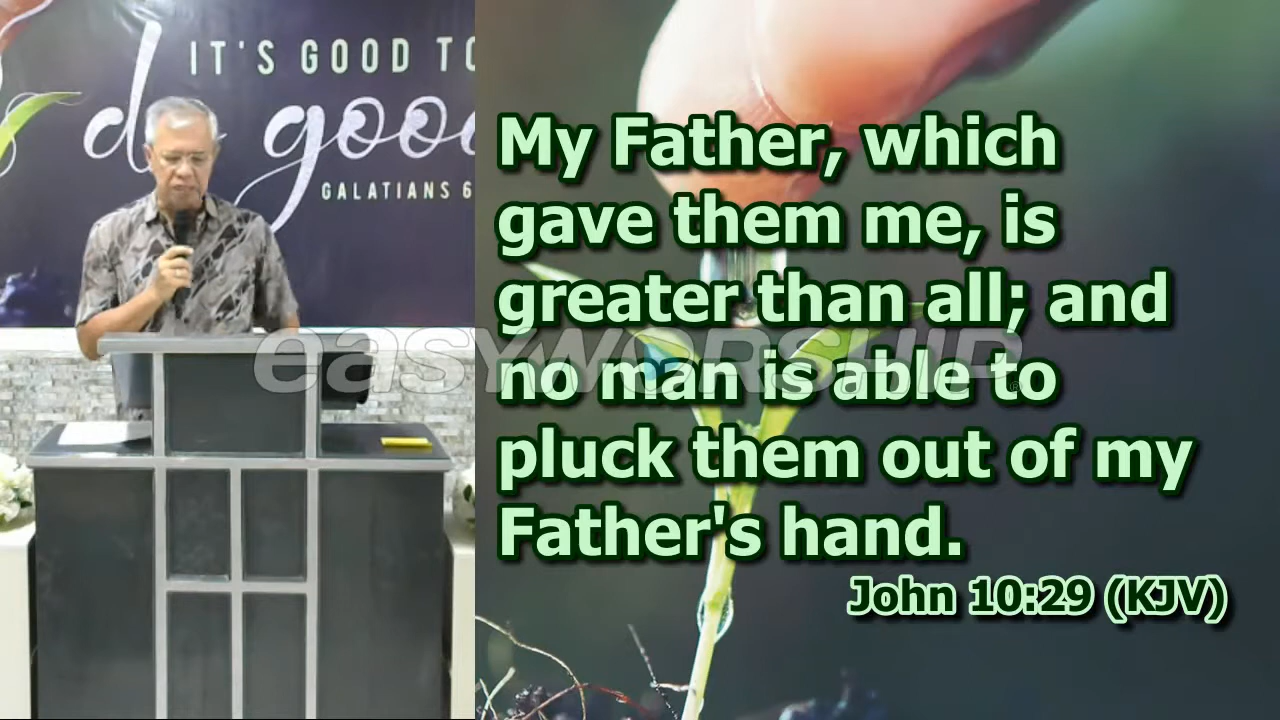 IT'S GOOD TO
do good
GALATIANS 6
My Father, which
gave them me, is
greater than all; and
no man is able to
pluck them out of my
Father's hand.
John 10:29 (KJV)
easyworship